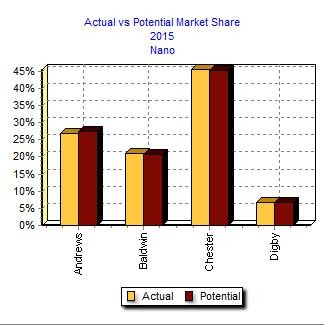 Actual vs Potential Market Share
2015
Nano
45%
40%
35%
30%
25%
20%
15%
10%
5%
0%
Andrews
Baldwin
Chester
Digby
Actual
Potential